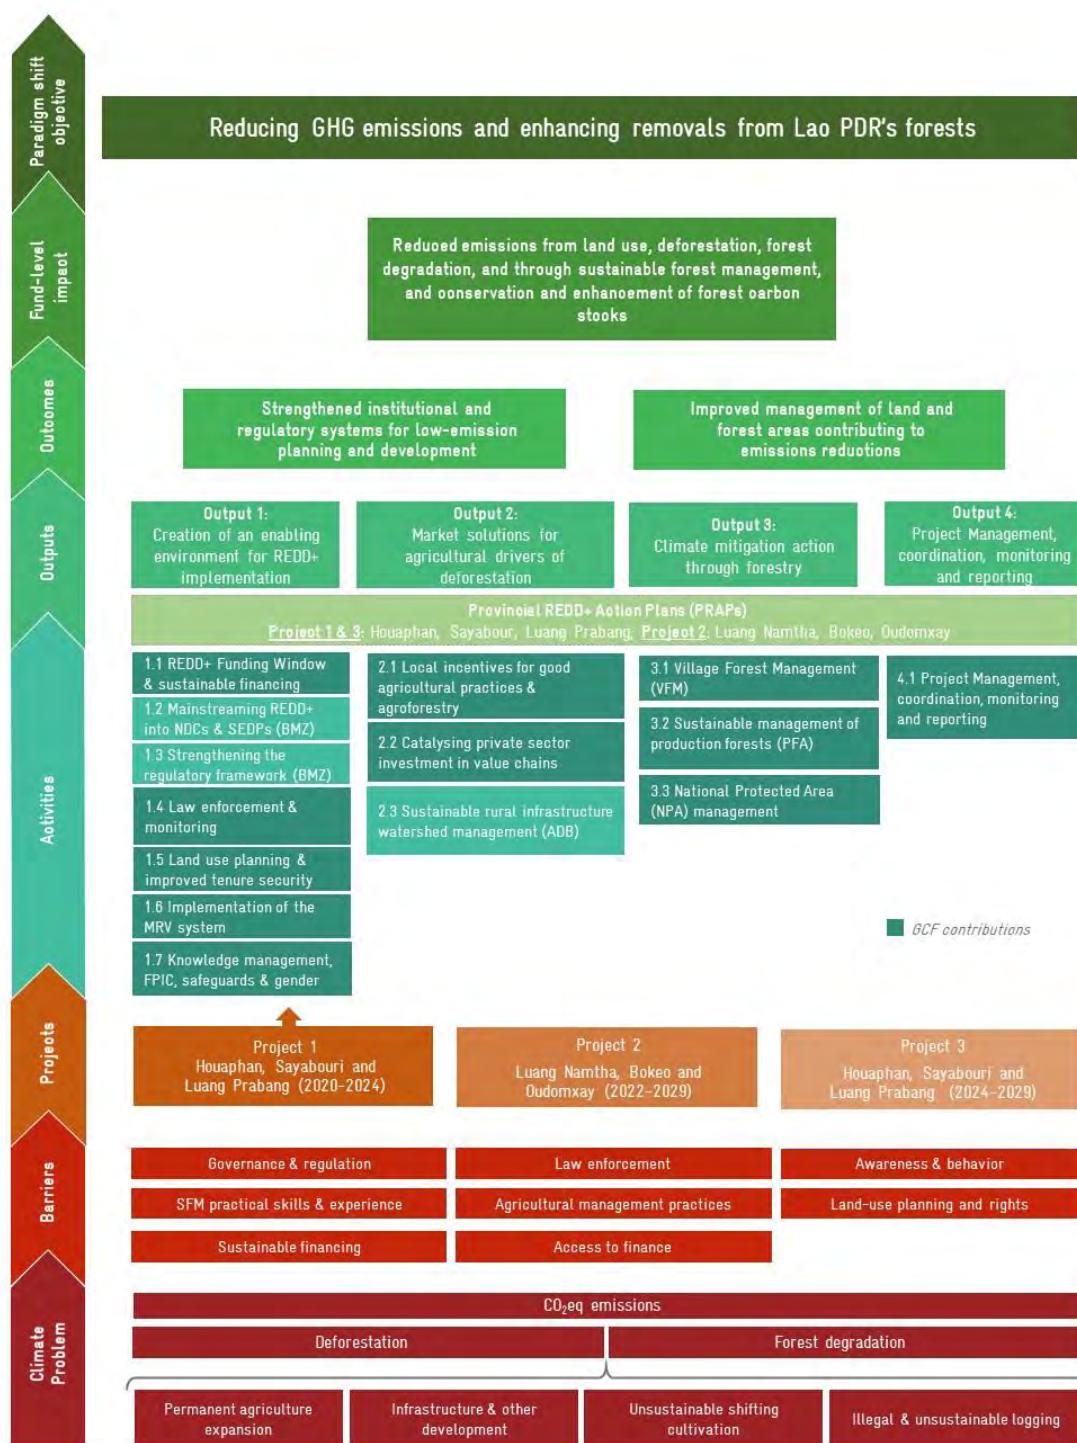 Paradigm shift
objective
Reducing GHG emissions and enhancing removals from Lao PDR's forests
Fund-level
impact
Reduced emissions from land use, deforestation, forest
degradation, and through sustainable forest management,
and oonservation and enhanoement of forest oarbon
stooks
Outcomes
Strengthened institutional and
regulatory systems for low-emission
planning and development
Improved management of land and
forest areas contributing to
emissions reductions
Outputs
Output 1:
Creation of an enabling
environment for REDD+
implementation
Output 2:
Market solutions for
agricultural drivers of
deforestation
Output 3:
Climate mitigation action
through forestry
Output 4:
Project Management,
coordination, monitoring
and reporting
Provincial REDD+ Action Plans (PRAPs)
Project 1 & 3: Houaphan, Sayabour, Luang Prabang; Project 2: Luang Namtha, Bokeo, Oudomxay
Aotivities
1.1 REDD+ Funding Window
& sustainable financing
1.2 Mainstreaming REDD+
into NDCs & SEDPs (BMZ)
1.3 Strengthening the
regulatory framework (BMZ)
1.4 Law enforcement &
monitoring
1.5 Land use planning &
improved tenure security
1.6 Implementation of the
MRV system
1.7 Knowledge management,
FPIC, safeguards & gender
2.1 Local incentives for good
agricultural practices &
agroforestry
2.2 Catalysing private sector
investment in value chains
2.3 Sustainable rural infrastructure
watershed management (ADB)
3.1 Village Forest Management
(VFM)
3.2 Sustainable management of
production forests (PFA)
3.3 National Protected Area
(NPA) management
4.1 Project Management,
coordination, monitoring
and reporting
GCF contributions
Projeots
Project 1
Houaphan, Sayabouri and
Luang Prabang (2020-2024)
Project 2
Luang Namtha, Bokeo and
Oudomxay (2022-2029)
Project 3
Houaphan, Sayabouri and
Luang Prabang (2024-2029)
Barriers
Governance & regulation
Law enforcement
Awareness & behavior
SFM practical skills & experience
Agricultural management practices
Land-use planning and rights
Sustainable financing
Access to finance
Climate
Problem
CO₂eq emissions
Deforestation
Forest degradation
Permanent agriculture
expansion
Infrastructure & other
development
Unsustainable shifting
cultivation
Illegal & unsustainable logging